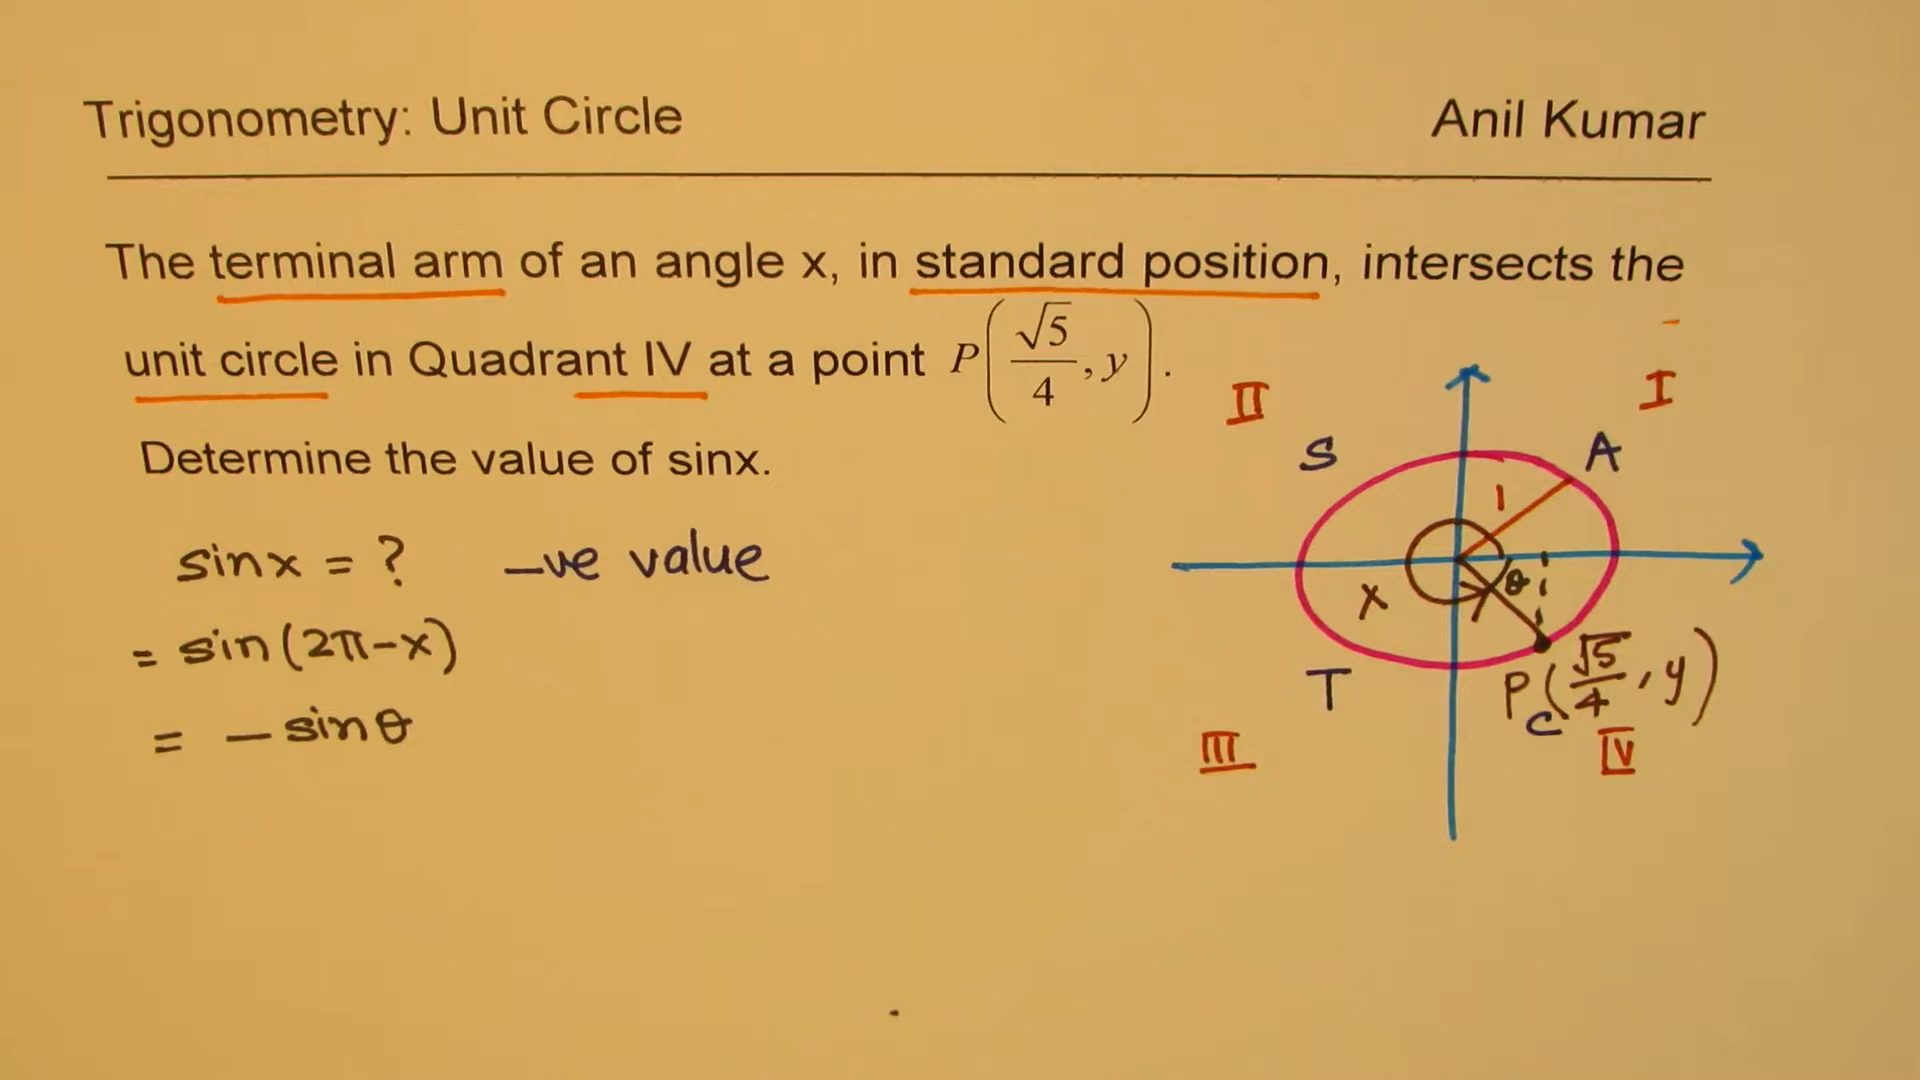 Trigonometry: Unit Circle
Anil Kumar
The terminal arm of an angle x, in standard position, intersects the
unit circle in Quadrant IV at a point P(√5/4, y).
Determine the value of sinx.
sinx = ? -ve value
= sin(2π-x)
= - sinθ
II
I
S
A
1
θ
X
T
P(√5/4, y)
C
III
IV